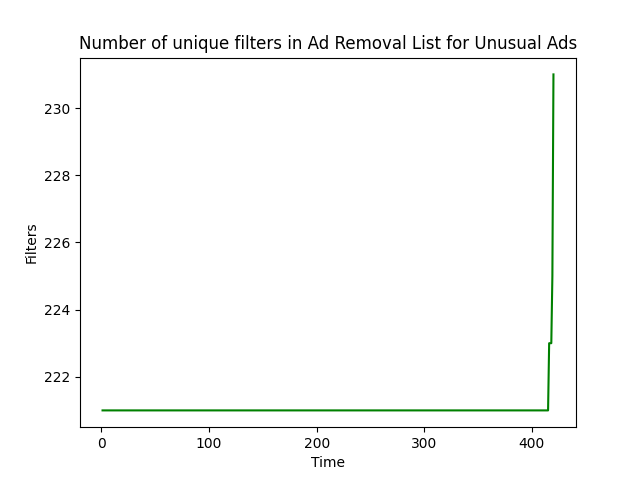 Number of unique filters in Ad Removal List for Unusual Ads
230
228
226
224
222
Filters
0 100 200 300 400
Time